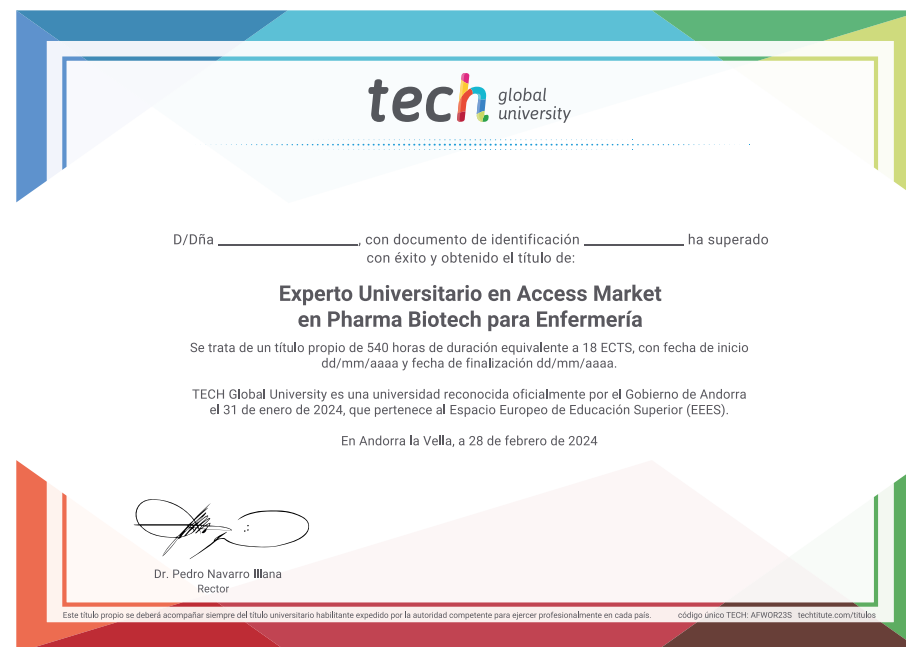 tech global
university
D/Dña ______________, con documento de identificación __________ ha superado
con éxito y obtenido el título de:
Experto Universitario en Access Market
en Pharma Biotech para Enfermería
Se trata de un título propio de 540 horas de duración equivalente a 18 ECTS, con fecha de inicio
dd/mm/aaaa y fecha de finalización dd/mm/aaaa.
TECH Global University es una universidad reconocida oficialmente por el Gobierno de Andorra
el 31 de enero de 2024, que pertenece al Espacio Europeo de Educación Superior (EEES).
En Andorra la Vella, a 28 de febrero de 2024
Dr. Pedro Navarro Illana
Rector
Este título propio se deberá acompañar siempre del título universitario habilitante expedido por la autoridad competente para ejercer profesionalmente en cada país. código único TECH: AFWOR23S techtitute.com/titulos